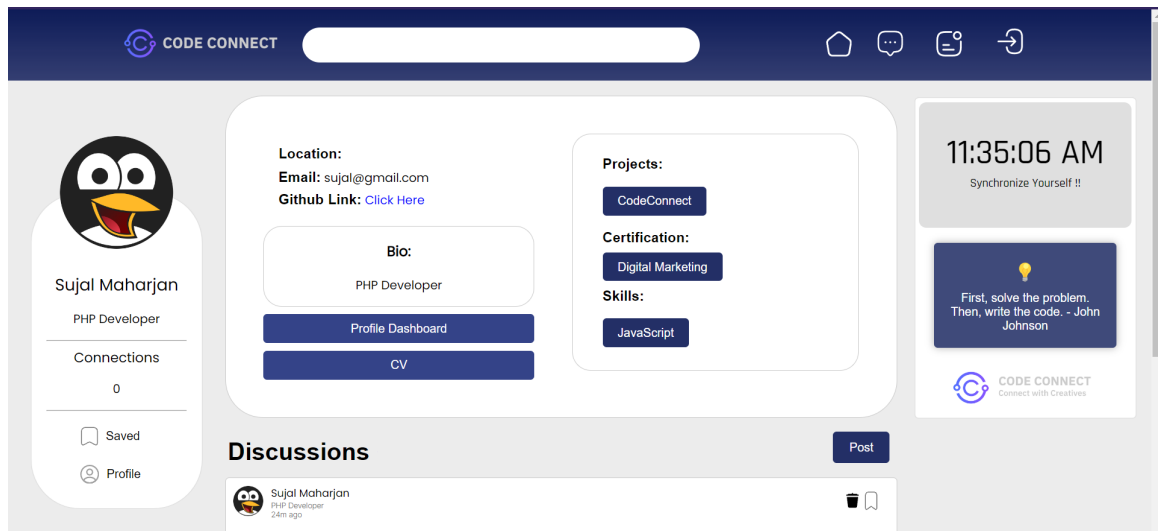 CODE CONNECT
Sujal Maharjan
PHP Developer
Connections
0
Saved
Profile
Location:
Email: sujal@gmail.com
Github Link: Click Here
Bio:
PHP Developer
Profile Dashboard
CV
Projects:
CodeConnect
Certification:
Digital Marketing
Skills:
JavaScript
11:35:06 AM
Synchronize Yourself !!
First, solve the problem.
Then, write the code. - John
Johnson
CODE CONNECT
Connect with Creatives
Discussions
Post
Sujal Maharjan
PHP Developer
24m ago